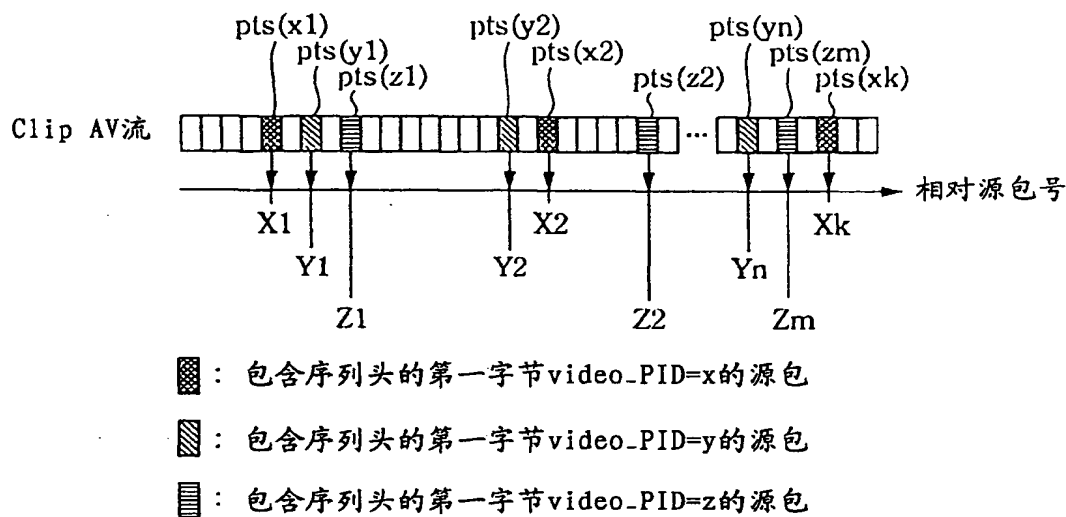 pts(x1) pts(y2) pts(yn)
pts(y1) pts(x2) pts(zm)
pts(z1) pts(z2) pts(xk)
Clip AV流 ...
相对源包号
X1 X2 Xk
Y1 Y2 Yn
Z1 Z2 Zm
: 包含序列头的第一字节video_PID=x的源包
: 包含序列头的第一字节video_PID=y的源包
: 包含序列头的第一字节video_PID=z的源包